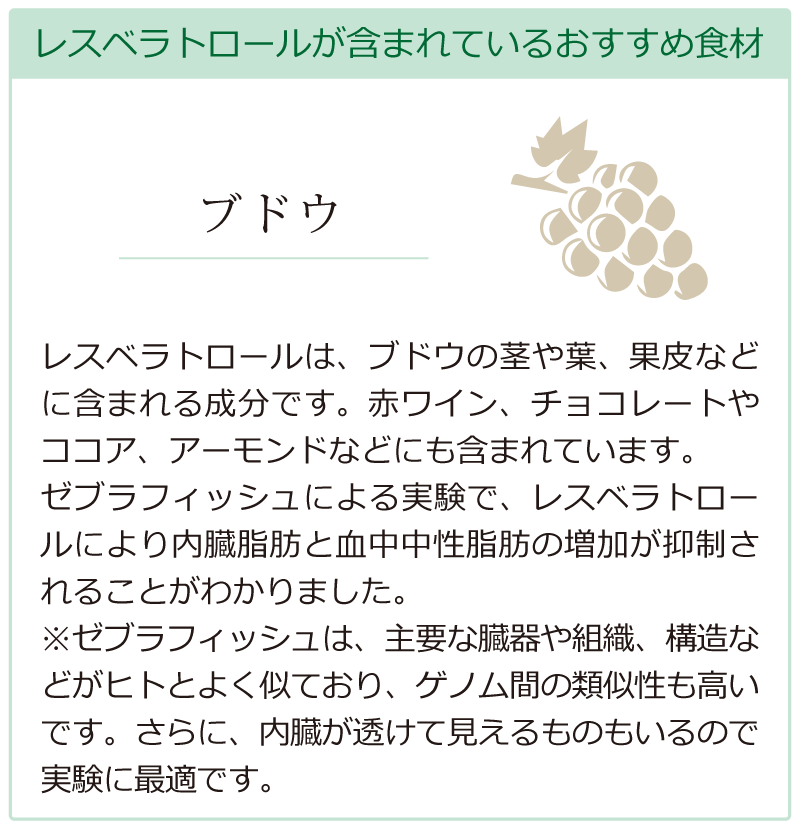 レスベラトロールが含まれているおすすめ食材
ブドウ
レスベラトロールは、ブドウの茎や葉、果皮など
に含まれる成分です。赤ワイン、チョコレートや
ココア、アーモンドなどにも含まれています。
ゼブラフィッシュによる実験で、レスベラトロー
ルにより内臓脂肪と血中中性脂肪の増加が抑制さ
れることがわかりました。
※ゼブラフィッシュは、主要な臓器や組織、構造な
どがヒトとよく似ており、ゲノム間の類似性も高い
です。さらに、内臓が透けて見えるものもいるので
実験に最適です。